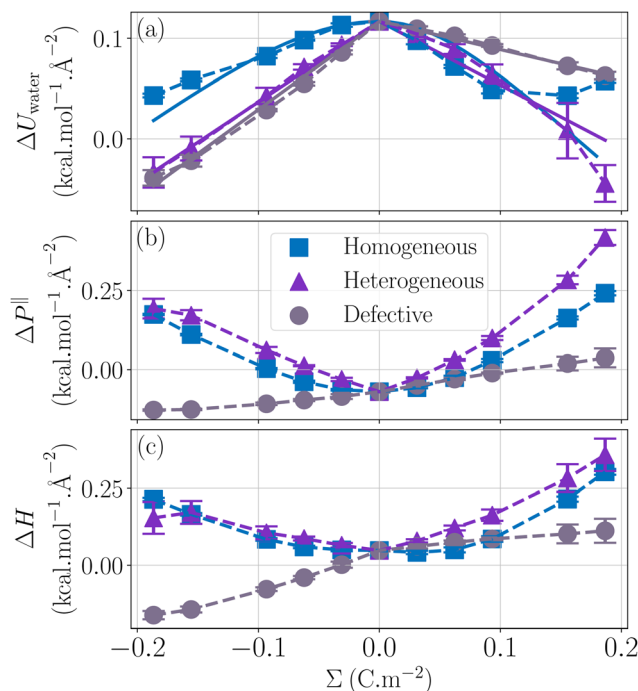 (a)
0.1
0.0
ΔU_water
(kcal.mol⁻¹.Å⁻²)
(b)
Homogeneous
Heterogeneous
Defective
0.25
0.00
ΔP^∥
(kcal.mol⁻¹.Å⁻²)
(c)
0.25
0.00
ΔH
(kcal.mol⁻¹.Å⁻²)
−0.2 −0.1 0.0 0.1 0.2
Σ (C.m⁻²)